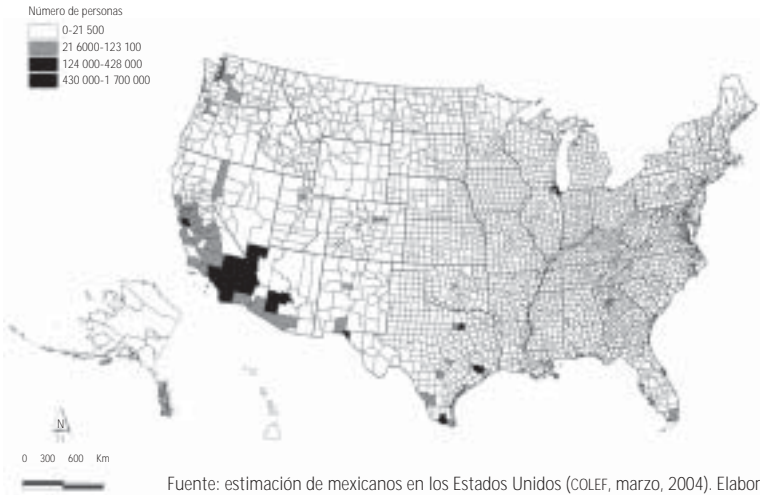 Número de personas
0-21 500
21 6000-123 100
124 000-428 000
430 000-1 700 000
N
0 300 600 Km
Fuente: estimación de mexicanos en los Estados Unidos (COLEF, marzo, 2004). Elabor